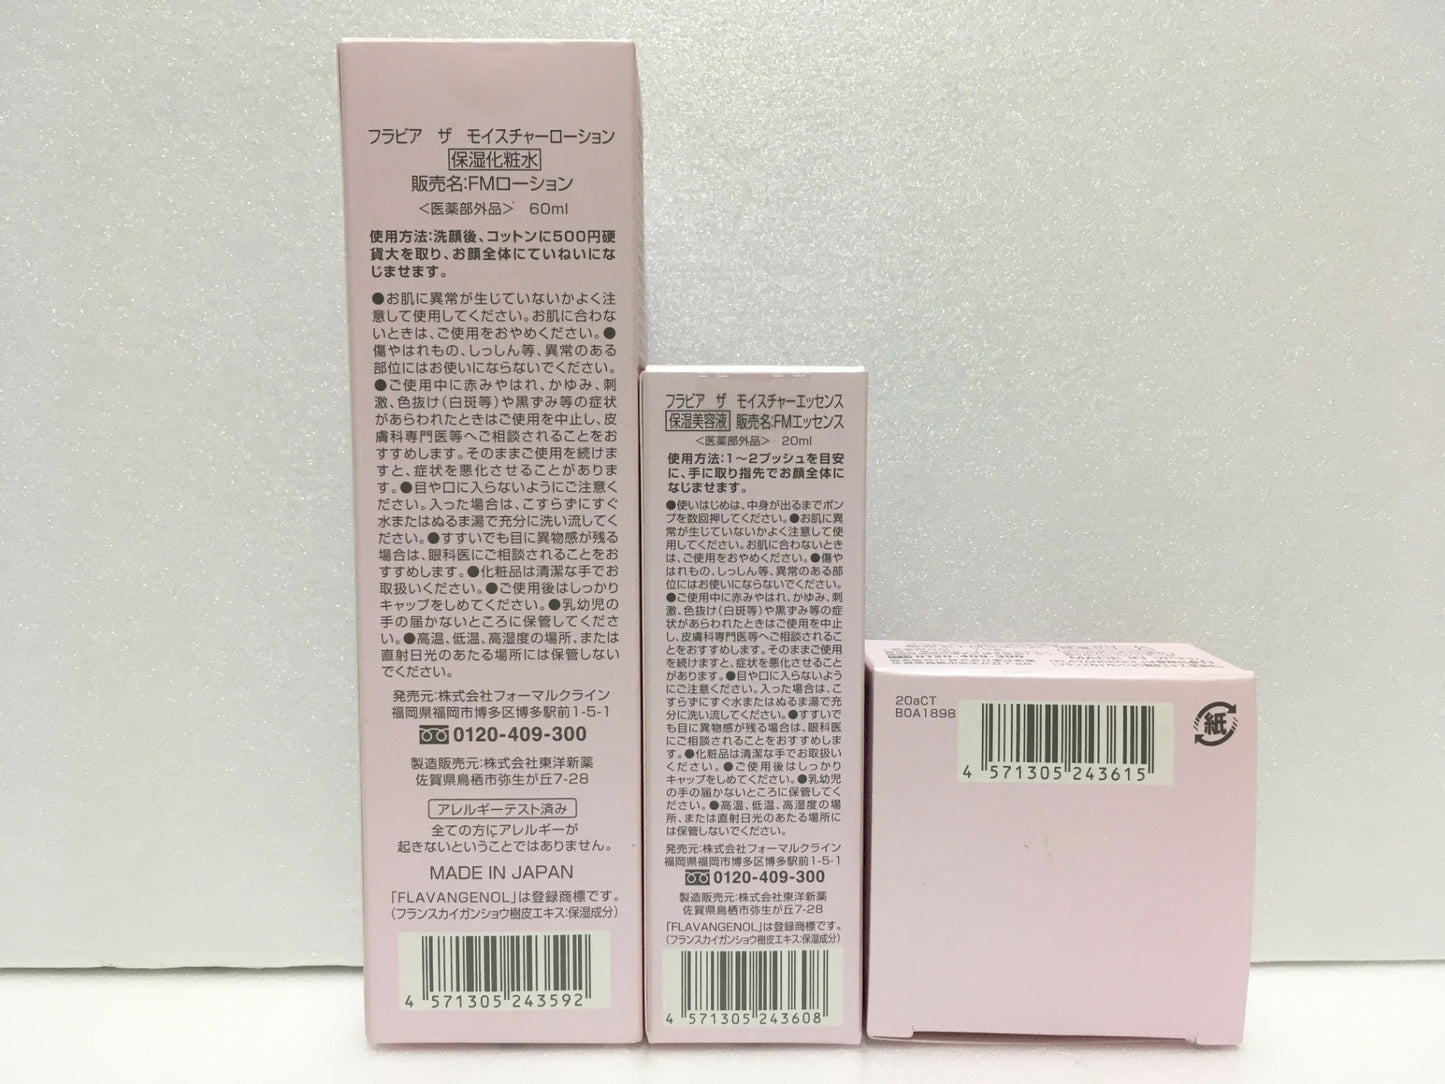 フラビア ザ モイスチャーローション
保湿化粧水
販売名:FMローション
<医薬部外品> 60ml
使用方法:洗顔後、コットンに500円硬
貨大を取り、お顔全体にていねいにな
じませます。
●お肌に異常が生じていないかよく注
意して使用してください。お肌に合わな
いときは、ご使用をおやめください。●
傷やはれもの、しっしん等、異常のある
部位にはお使いにならないでください。
●ご使用中に赤みやはれ、かゆみ、刺
激、色抜け(白斑等)や黒ずみ等の症状
があらわれたときはご使用を中止し、皮
膚科専門医等へご相談されることをお
すすめします。そのままご使用を続けま
すと、症状を悪化させることがありま
す。●目や口に入らないようにご注意く
ださい。入った場合は、こすらずにすぐ
水またはぬるま湯で充分に洗い流してく
ださい。●すすいでも目に異物感が残る
場合は、眼科医にご相談されることをお
すすめします。●化粧品は清潔な手でお
取扱いください。●ご使用後はしっかり
キャップをしめてください。●乳幼児の
手の届かないところに保管してくださ
い。●高温、低温、高湿度の場所、または
直射日光のあたる場所には保管しない
でください。
発売元:株式会社フォーマルクライン
福岡県福岡市博多区博多駅前1-5-1
0120-409-300
製造販売元:株式会社東洋新薬
佐賀県鳥栖市弥生が丘7-28
アレルギーテスト済み
全ての方にアレルギーが
起きないということではありません。
MADE IN JAPAN
「FLAVANGENOL」は登録商標です。
(フランスカイガンショウ樹皮エキス:保湿成分)
4 571305 243592
フラビア ザ モイスチャーエッセンス
保湿美容液 販売名:FMエッセンス
<医薬部外品> 20ml
使用方法:1〜2プッシュを目安
に、手に取り指先でお顔全体に
なじませます。
●使いはじめは、中身が出るまでポン
プを数回押してください。●お肌に異
常が生じていないかよく注意して使
用してください。お肌に合わないとき
は、ご使用をおやめください。●傷や
はれもの、しっしん等、異常のある部
位にはお使いにならないでください。
●ご使用中に赤みやはれ、かゆみ、刺
激、色抜け(白斑等)や黒ずみ等の症
状があらわれたときはご使用を中止
し、皮膚科専門医等へご相談されるこ
とをおすすめします。そのままご使用
を続けますと、症状を悪化させること
があります。●目や口に入らないよう
にご注意ください。入った場合は、こ
すらずにすぐ水またはぬるま湯で充
分に洗い流してください。●すすいで
も目に異物感が残る場合は、眼科医
にご相談されることをおすすめしま
す。●化粧品は清潔な手でお取扱い
ください。●ご使用後はしっかり
キャップをしめてください。●乳幼児
の手の届かないところに保管してく
ださい。●高温、低温、高湿度の場
所、または直射日光のあたる場所に
は保管しないでください。
発売元:株式会社フォーマルクライン
福岡県福岡市博多区博多駅前1-5-1
0120-409-300
製造販売元:株式会社東洋新薬
佐賀県鳥栖市弥生が丘7-28
「FLAVANGENOL」は登録商標です。
(フランスカイガンショウ樹皮エキス:保湿成分)
4 571305 243608
0120-409-300
20aCT
B0A1898
紙
4 571305 243615